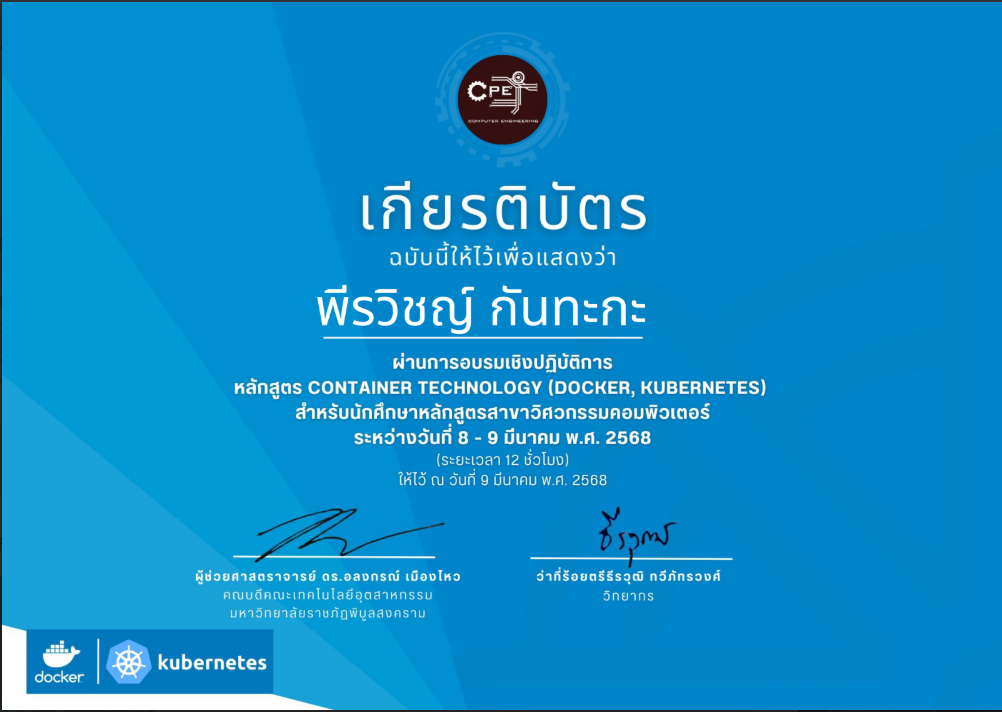 CPE
COMPUTER ENGINEERING
เกียรติบัตร
ฉบับนี้ให้ไว้เพื่อแสดงว่า
พีรวิชญ์ กันทะกะ
ผ่านการอบรมเชิงปฏิบัติการ
หลักสูตร CONTAINER TECHNOLOGY (DOCKER, KUBERNETES)
สำหรับนักศึกษาหลักสูตรสาขาวิศวกรรมคอมพิวเตอร์
ระหว่างวันที่ 8 - 9 มีนาคม พ.ศ. 2568
(ระยะเวลา 12 ชั่วโมง)
ให้ไว้ ณ วันที่ 9 มีนาคม พ.ศ. 2568
ธีรวุฒิ
ผู้ช่วยศาสตราจารย์ ดร.อลงกรณ์ เมืองไหว
คณบดีคณะเทคโนโลยีอุตสาหกรรม
มหาวิทยาลัยราชภัฏพิบูลสงคราม
ว่าที่ร้อยตรีธีรวุฒิ ทวีภัทรวงศ์
วิทยากร
docker
kubernetes